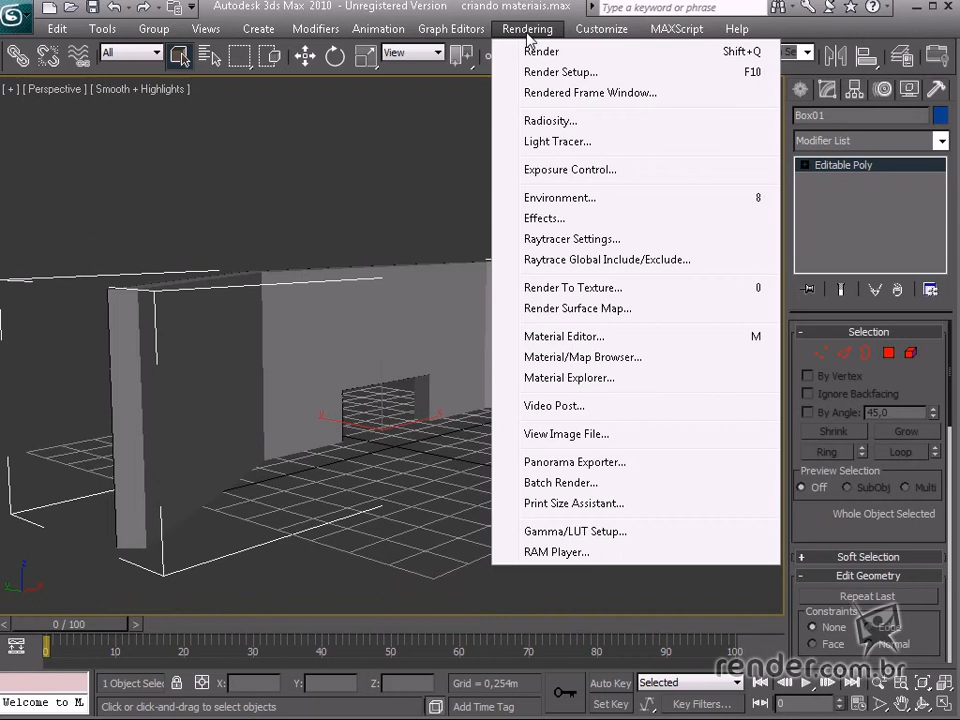 Autodesk 3ds Max 2010 - Unregistered Version criando materiais.max
Type a keyword or phrase
Edit Tools Group Views Create Modifiers Animation Graph Editors Rendering Customize MAXScript Help
All View Se
[ + ] [ Perspective ] [ Smooth + Highlights ]
Render Shift+Q
Render Setup... F10
Rendered Frame Window...
Radiosity...
Light Tracer...
Exposure Control...
Environment... 8
Effects...
Raytracer Settings...
Raytrace Global Include/Exclude...
Render To Texture... 0
Render Surface Map...
Material Editor... M
Material/Map Browser...
Material Explorer...
Video Post...
View Image File...
Panorama Exporter...
Batch Render...
Print Size Assistant...
Gamma/LUT Setup...
RAM Player...
Box01
Modifier List
Editable Poly
- Selection
By Vertex
Ignore Backfacing
By Angle: 45,0
Shrink Grow
Ring Loop
Preview Selection
Off SubObj Multi
Whole Object Selected
+ Soft Selection
- Edit Geometry
Repeat Last
Constraints
None Edge
Face Normal
render.com.br
z
y x
< 0 / 100 >
0 10 20 30 40 50 60 70 80 90 100
1 Object Selec X: Y: Z: Grid = 0,254m Auto Key Selected
Welcome to M Click or click-and-drag to select objects Add Time Tag Set Key Key Filters... 0